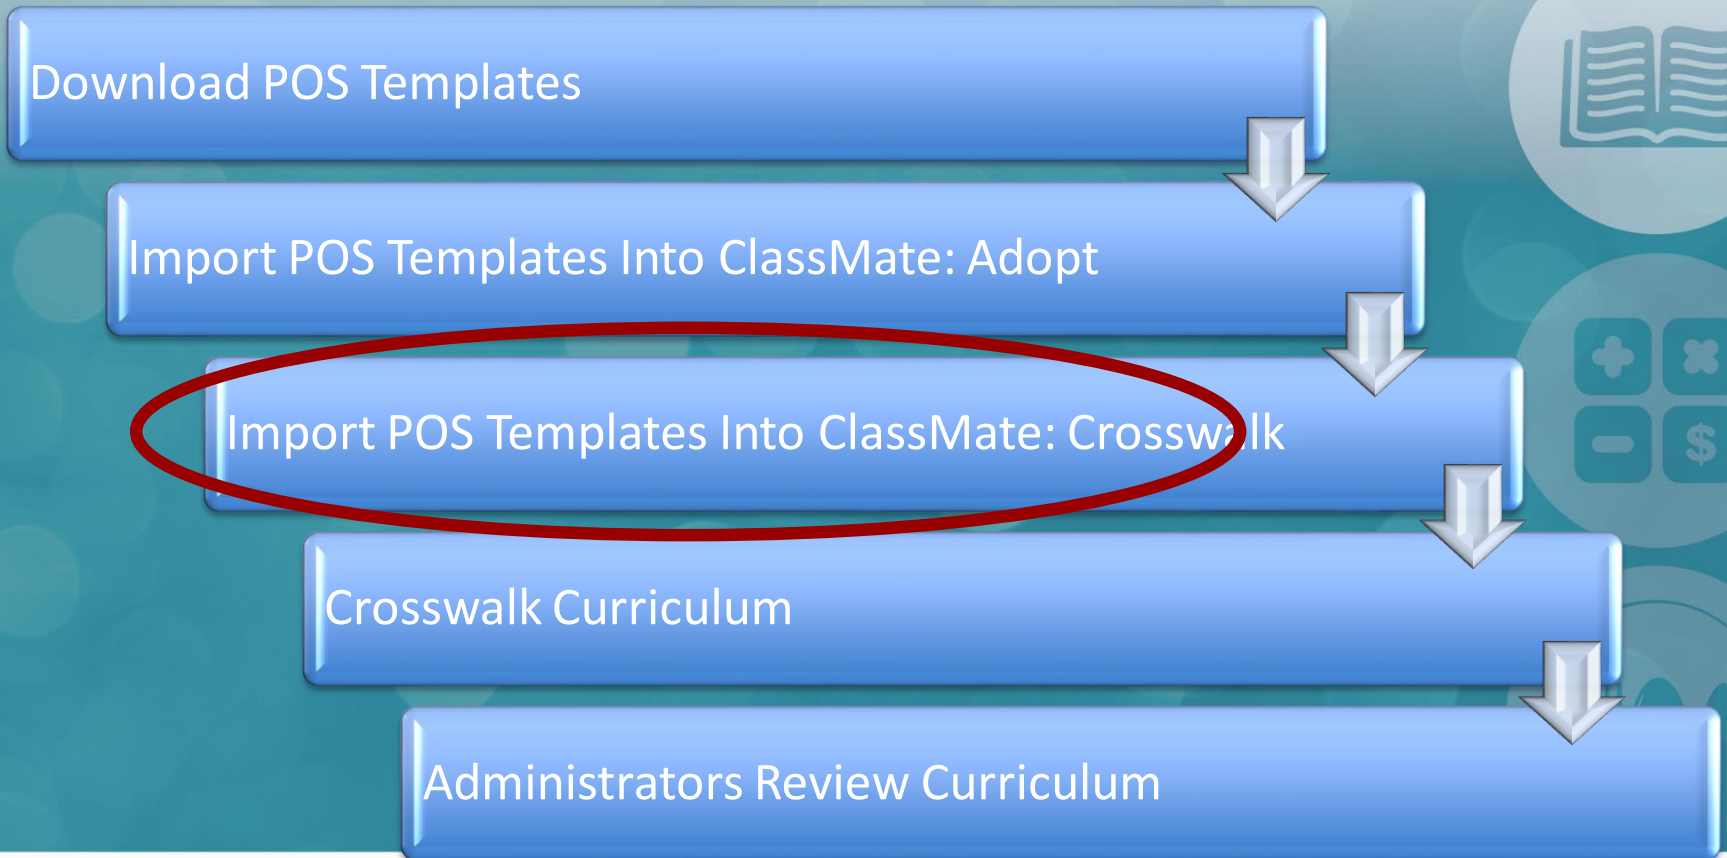 Download POS Templates
Import POS Templates Into ClassMate: Adopt
Import POS Templates Into ClassMate: Crosswalk
$
Crosswalk Curriculum
Administrators Review Curriculum